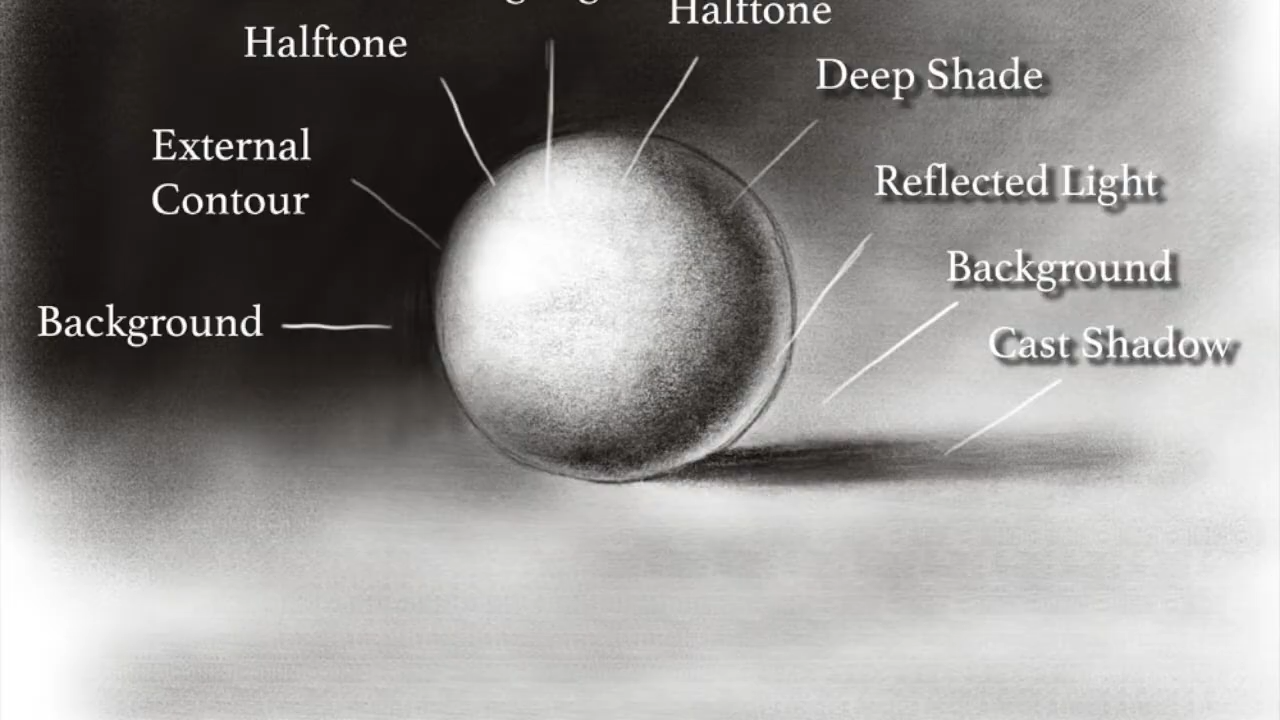 Halftone
Halftone
Deep Shade
External
Contour
Reflected Light
Background
Background
Cast Shadow